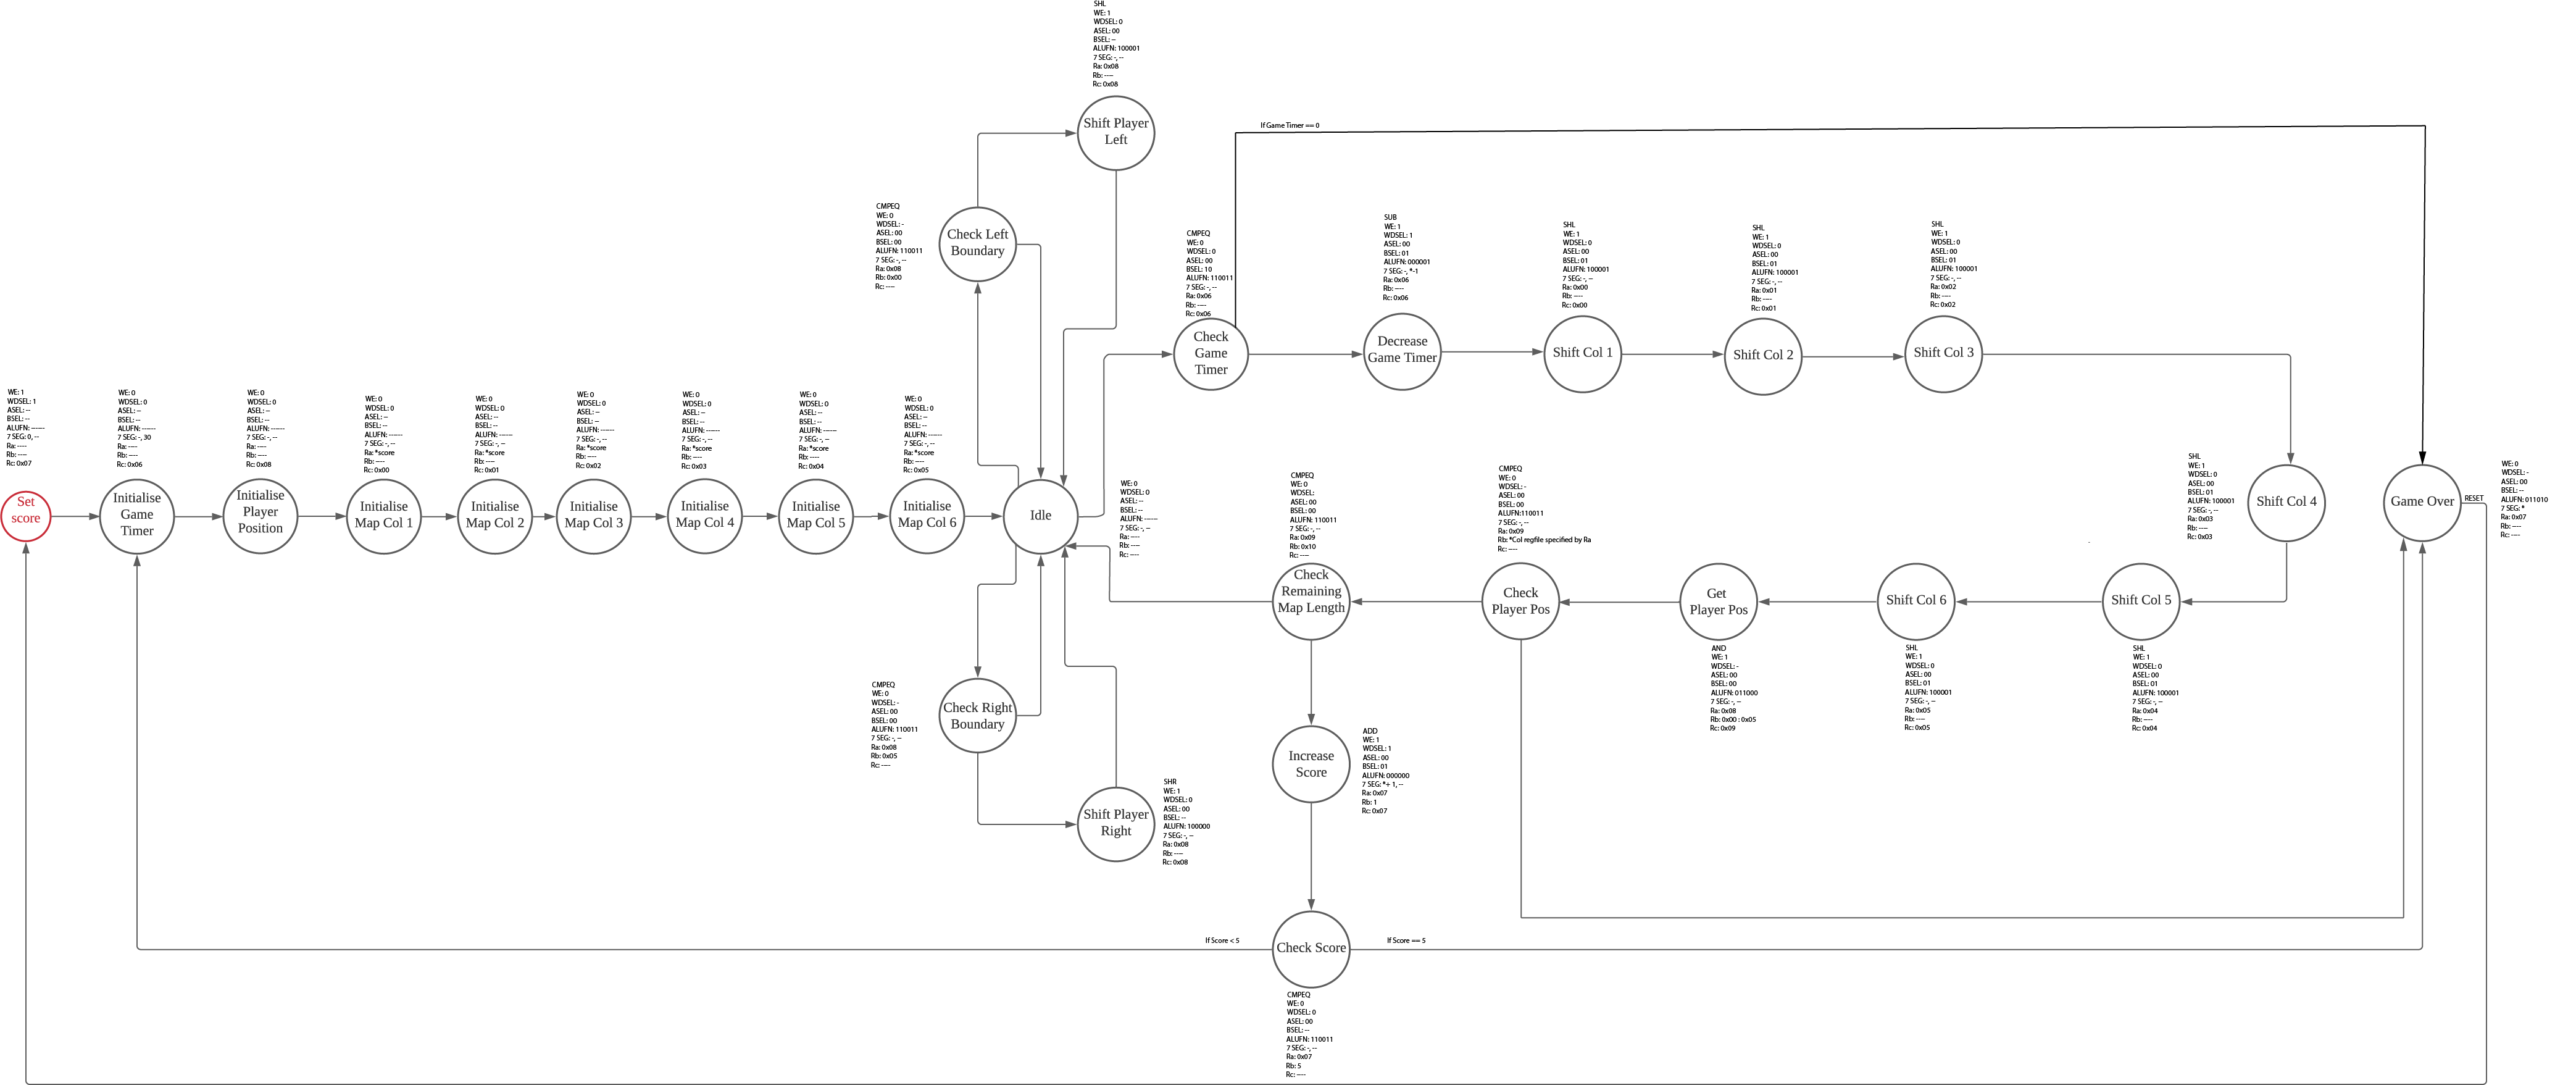 SHL
WE: 1
WDSEL: 0
ASEL: 00
BSEL: --
ALUFN: 100001
7 SEG: -, --
Ra: 0x08
Rb: ----
Rc: 0x08
Shift Player
Left
If Game Timer == 0
CMPEQ
WE: 0
WDSEL: -
ASEL: 00
BSEL: 00
ALUFN: 110011
7 SEG: -, --
Ra: 0x08
Rb: 0x00
Rc: ----
Check Left
Boundary
CMPEQ
WE: 0
WDSEL: 0
ASEL: 00
BSEL: 10
ALUFN: 110011
7 SEG: -, --
Ra: 0x06
Rb: ----
Rc: 0x06
Check
Game
Timer
SUB
WE: 1
WDSEL: 1
ASEL: 00
BSEL: 01
ALUFN: 000001
7 SEG: -, *-1
Ra: 0x06
Rb: ----
Rc: 0x06
Decrease
Game Timer
SHL
WE: 1
WDSEL: 0
ASEL: 00
BSEL: 01
ALUFN: 100001
7 SEG: -, --
Ra: 0x00
Rb: ----
Rc: 0x00
Shift Col 1
SHL
WE: 1
WDSEL: 0
ASEL: 00
BSEL: 01
ALUFN: 100001
7 SEG: -, --
Ra: 0x01
Rb: ----
Rc: 0x01
Shift Col 2
SHL
WE: 1
WDSEL: 0
ASEL: 00
BSEL: 01
ALUFN: 100001
7 SEG: -, --
Ra: 0x02
Rb: ----
Rc: 0x02
Shift Col 3
WE: 1
WDSEL: 1
ASEL: --
BSEL: --
ALUFN: ------
7 SEG: 0, --
Ra: ----
Rb: ----
Rc: 0x07
Set
score
WE: 0
WDSEL: 0
ASEL: --
BSEL: --
ALUFN: ------
7 SEG: -, 30
Ra: ----
Rb: ----
Rc: 0x06
Initialise
Game
Timer
WE: 0
WDSEL: 0
ASEL: --
BSEL: --
ALUFN: ------
7 SEG: -, --
Ra: ----
Rb: ----
Rc: 0x08
Initialise
Player
Position
WE: 0
WDSEL: 0
ASEL: --
BSEL: --
ALUFN: ------
7 SEG: -, --
Ra: *score
Rb: ----
Rc: 0x00
Initialise
Map Col 1
WE: 0
WDSEL: 0
ASEL: --
BSEL: --
ALUFN: ------
7 SEG: -, --
Ra: *score
Rb: ----
Rc: 0x01
Initialise
Map Col 2
WE: 0
WDSEL: 0
ASEL: --
BSEL: --
ALUFN: ------
7 SEG: -, --
Ra: *score
Rb: ----
Rc: 0x02
Initialise
Map Col 3
WE: 0
WDSEL: 0
ASEL: --
BSEL: --
ALUFN: ------
7 SEG: -, --
Ra: *score
Rb: ----
Rc: 0x03
Initialise
Map Col 4
WE: 0
WDSEL: 0
ASEL: --
BSEL: --
ALUFN: ------
7 SEG: -, --
Ra: *score
Rb: ----
Rc: 0x04
Initialise
Map Col 5
WE: 0
WDSEL: 0
ASEL: --
BSEL: --
ALUFN: ------
7 SEG: -, --
Ra: *score
Rb: ----
Rc: 0x05
Initialise
Map Col 6
Idle
WE: 0
WDSEL: 0
ASEL: --
BSEL: --
ALUFN: ------
7 SEG: -, --
Ra: ----
Rb: ----
Rc: ----
CMPEQ
WE: 0
WDSEL:
ASEL: 00
BSEL: 00
ALUFN: 110011
7 SEG: -, --
Ra: 0x09
Rb: 0x10
Rc: ----
Check
Remaining
Map Length
CMPEQ
WE: 0
WDSEL: -
ASEL: 00
BSEL: 00
ALUFN:110011
7 SEG: -, --
Ra: 0x09
Rb: *Col regfile specified by Ra
Rc: ----
Check
Player Pos
Get
Player Pos
AND
WE: 1
WDSEL: -
ASEL: 00
BSEL: 00
ALUFN: 011000
7 SEG: -, --
Ra: 0x08
Rb: 0x00 : 0x05
Rc: 0x09
Shift Col 6
SHL
WE: 1
WDSEL: 0
ASEL: 00
BSEL: 01
ALUFN: 100001
7 SEG: -, --
Ra: 0x05
Rb: ----
Rc: 0x05
Shift Col 5
SHL
WE: 1
WDSEL: 0
ASEL: 00
BSEL: 01
ALUFN: 100001
7 SEG: -, --
Ra: 0x04
Rb: ----
Rc: 0x04
SHL
WE: 1
WDSEL: 0
ASEL: 00
BSEL: 01
ALUFN: 100001
7 SEG: -, --
Ra: 0x03
Rb: ----
Rc: 0x03
Shift Col 4
Game Over
RESET
WE: 0
WDSEL: -
ASEL: 00
BSEL: --
ALUFN: 011010
7 SEG: *
Ra: 0x07
Rb: ----
Rc: ----
CMPEQ
WE: 0
WDSEL: -
ASEL: 00
BSEL: 00
ALUFN: 110011
7 SEG: -, --
Ra: 0x08
Rb: 0x05
Rc: ----
Check Right
Boundary
Shift Player
Right
SHR
WE: 1
WDSEL: 0
ASEL: 00
BSEL: --
ALUFN: 100000
7 SEG: -, --
Ra: 0x08
Rb: ----
Rc: 0x08
Increase
Score
ADD
WE: 1
WDSEL: 1
ASEL: 00
BSEL: 01
ALUFN: 000000
7 SEG: *+ 1, --
Ra: 0x07
Rb: 1
Rc: 0x07
If Score < 5
Check Score
If Score == 5
CMPEQ
WE: 0
WDSEL: 0
ASEL: 00
BSEL: --
ALUFN: 110011
7 SEG: -, --
Ra: 0x07
Rb: 5
Rc: ----